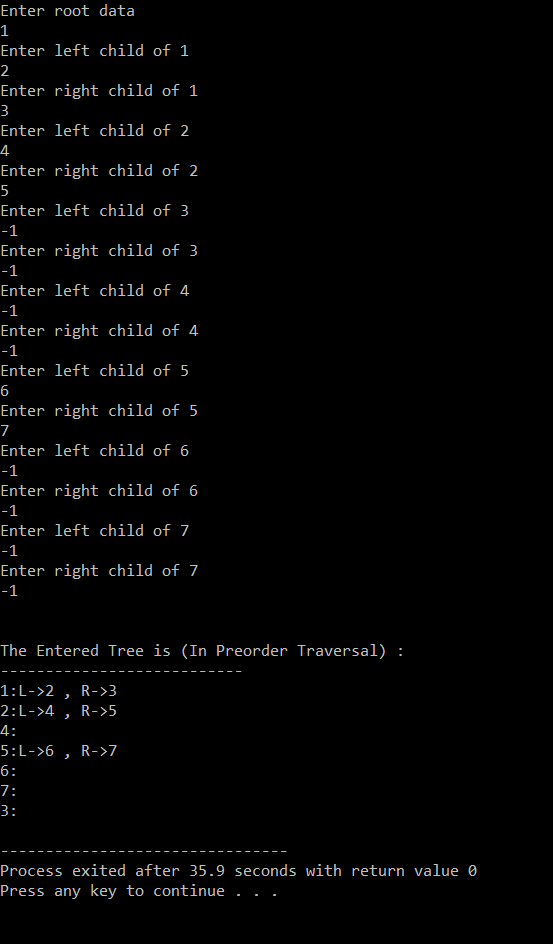 Enter root data
1
Enter left child of 1
2
Enter right child of 1
3
Enter left child of 2
4
Enter right child of 2
5
Enter left child of 3
-1
Enter right child of 3
-1
Enter left child of 4
-1
Enter right child of 4
-1
Enter left child of 5
6
Enter right child of 5
7
Enter left child of 6
-1
Enter right child of 6
-1
Enter left child of 7
-1
Enter right child of 7
-1
The Entered Tree is (In Preorder Traversal) :
---------------------------
1:L->2 , R->3
2:L->4 , R->5
4:
5:L->6 , R->7
6:
7:
3:
--------------------------------
Process exited after 35.9 seconds with return value 0
Press any key to continue . . .